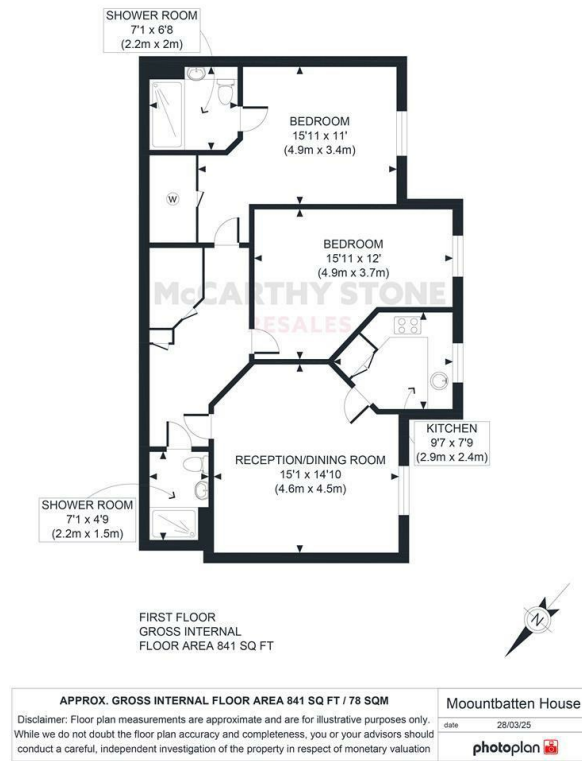 SHOWER ROOM
7'1 x 6'8
(2.2m x 2m)
BEDROOM
15'11 x 11'
(4.9m x 3.4m)
W
BEDROOM
15'11 x 12'
(4.9m x 3.7m)
McCARTHY STONE
RESALES
KITCHEN
9'7 x 7'9
(2.9m x 2.4m)
RECEPTION/DINING ROOM
15'1 x 14'10
(4.6m x 4.5m)
SHOWER ROOM
7'1 x 4'9
(2.2m x 1.5m)
FIRST FLOOR
GROSS INTERNAL
FLOOR AREA 841 SQ FT
N
APPROX. GROSS INTERNAL FLOOR AREA 841 SQ FT / 78 SQM
Disclaimer: Floor plan measurements are approximate and are for illustrative purposes only.
While we do not doubt the floor plan accuracy and completeness, you or your advisors should
conduct a careful, independent investigation of the property in respect of monetary valuation
Moountbatten House
date 28/03/25
photoplan